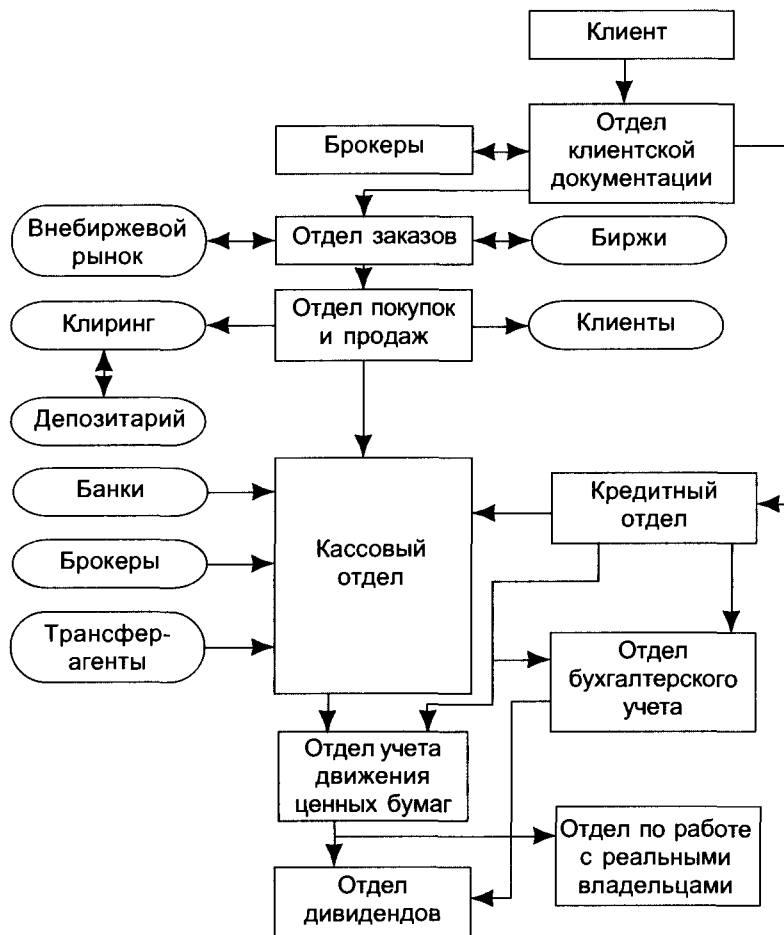 Клиент
Брокеры
Отдел
клиентской
документации
Внебиржевой
рынок
Отдел заказов
Биржи
Клиринг
Отдел покупок
и продаж
Клиенты
Депозитарий
Банки
Кредитный
отдел
Брокеры
Кассовый
отдел
Трансфер-
агенты
Отдел
бухгалтерского
учета
Отдел учета
движения
ценных бумаг
Отдел по работе
с реальными
владельцами
Отдел
дивидендов